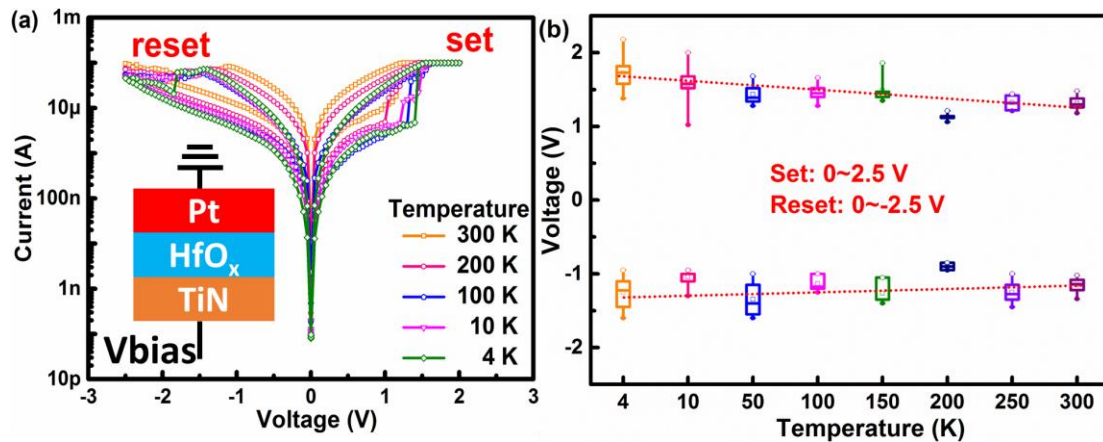 (a)
1m
10µ
100n
1n
10p
Current (A)
reset
set
Pt
HfOₓ
TiN
Vbias
Temperature
300 K
200 K
100 K
10 K
4 K
-3 -2 -1 0 1 2 3
Voltage (V)
(b)
2
1
0
-1
-2
Voltage (V)
Set: 0~2.5 V
Reset: 0~-2.5 V
4 10 50 100 150 200 250 300
Temperature (K)